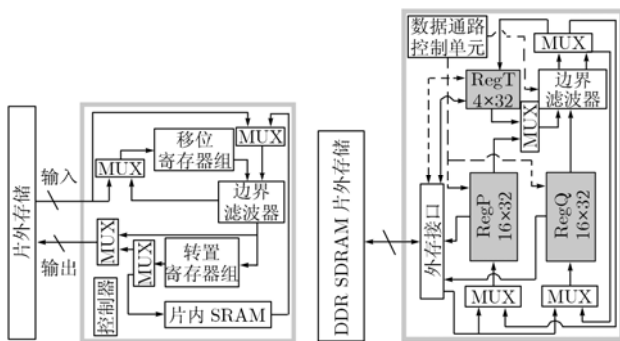 片外存储
输入
输出
MUX
移位
寄存器组
MUX
边界
滤波器
MUX
MUX
转置
寄存器组
控制器
片内 SRAM
DDR SDRAM 片外存储
数据通路
控制单元
MUX
RegT
4×32
MUX
边界
滤波器
外存接口
RegP
16×32
RegQ
16×32
MUX
MUX